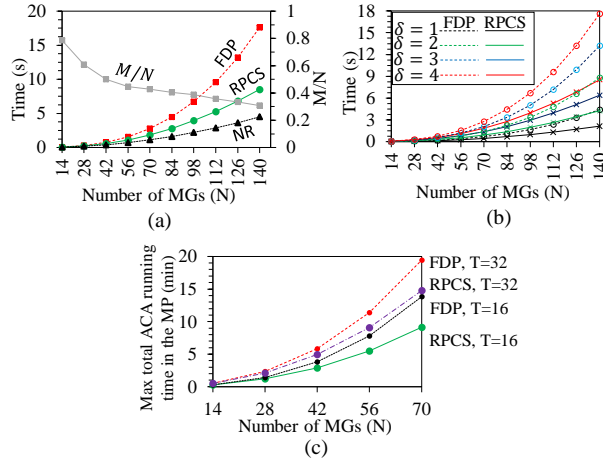 20 1
15 0.8
10 0.6
5 0.4
0 0.2
0
Time (s)
M/N
FDP
RPCS
M/N
NR
14 28 42 56 70 84 98 112 126 140
Number of MGs (N)
(a)
18
15
12
9
6
3
0
Time (s)
FDP RPCS
δ = 1
δ = 2
δ = 3
δ = 4
14 28 42 56 70 84 98 112 126 140
Number of MGs (N)
(b)
Max total ACA running
time in the MP (min)
20
15
10
5
0
FDP, T=32
RPCS, T=32
FDP, T=16
RPCS, T=16
14 28 42 56 70
Number of MGs (N)
(c)